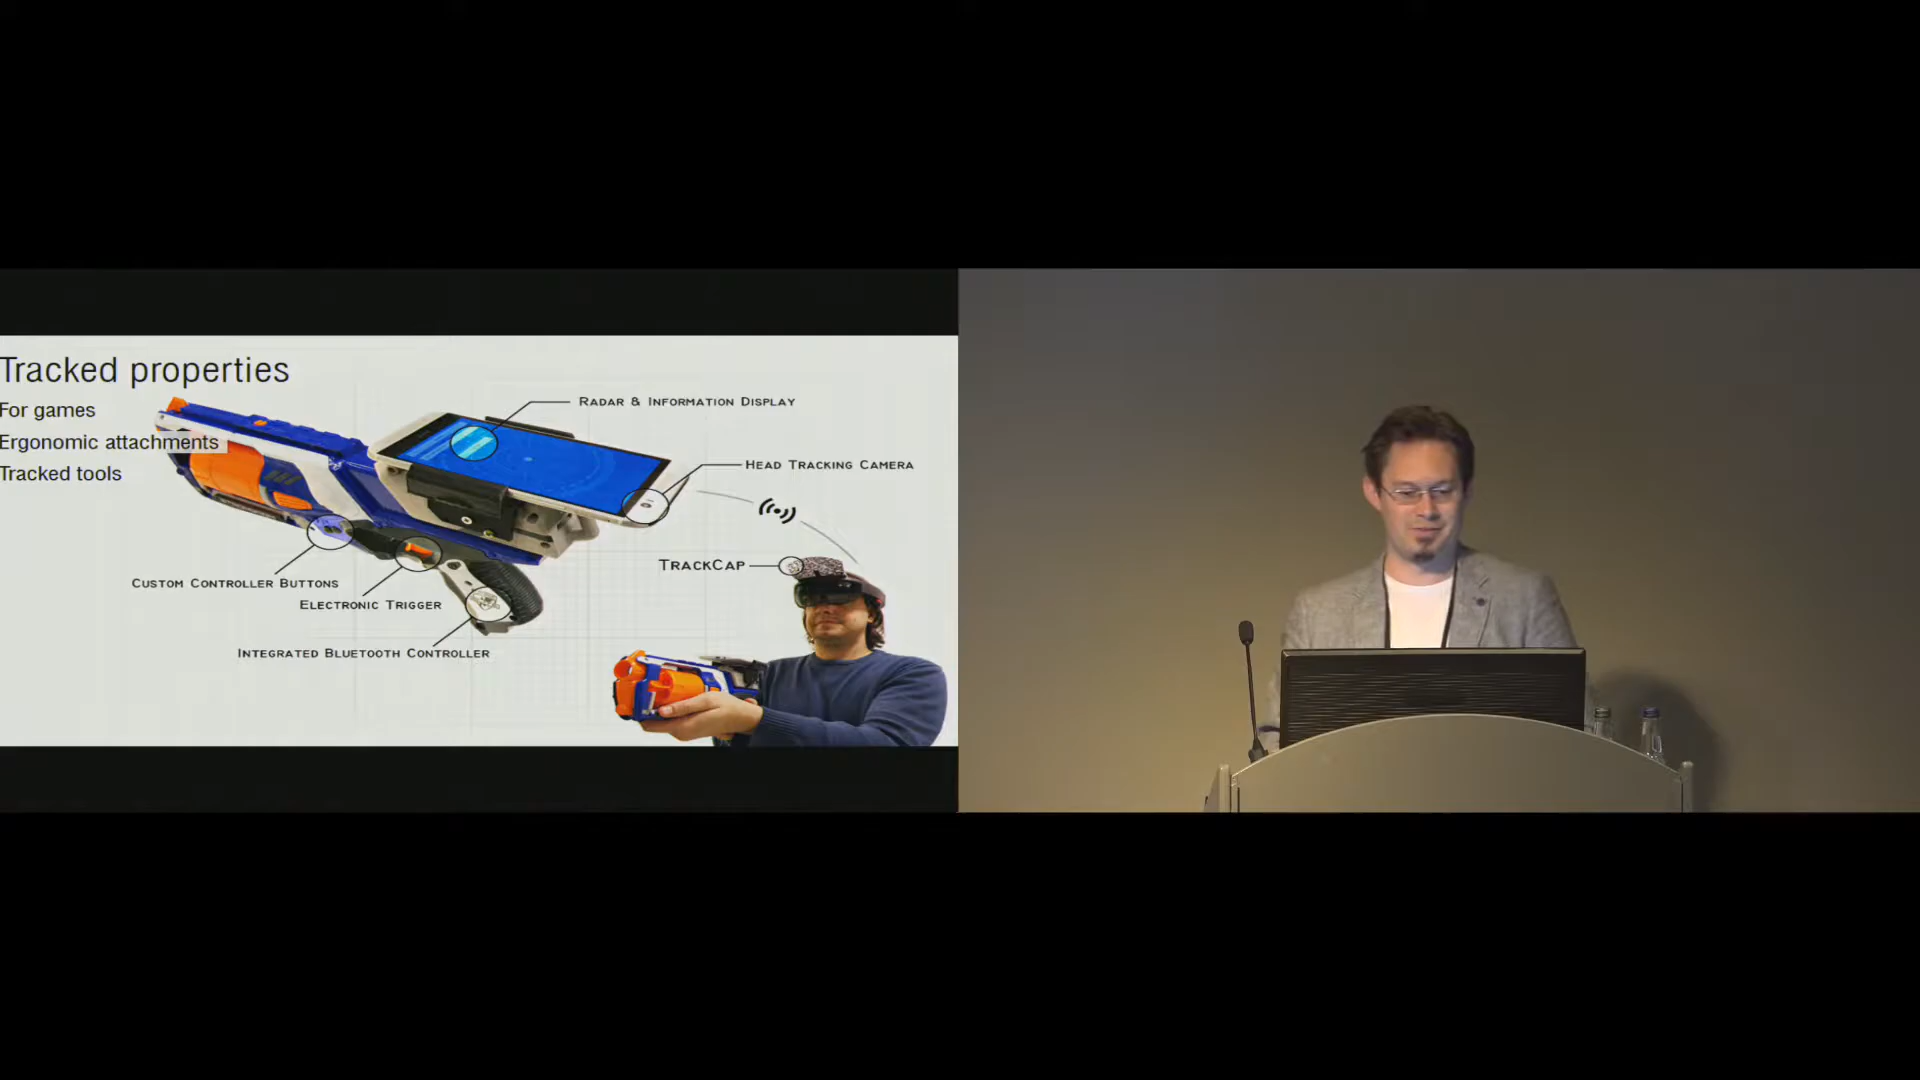 Tracked properties
For games
Ergonomic attachments
Tracked tools
RADAR & INFORMATION DISPLAY
HEAD TRACKING CAMERA
TRACKCAP
CUSTOM CONTROLLER BUTTONS
ELECTRONIC TRIGGER
INTEGRATED BLUETOOTH CONTROLLER